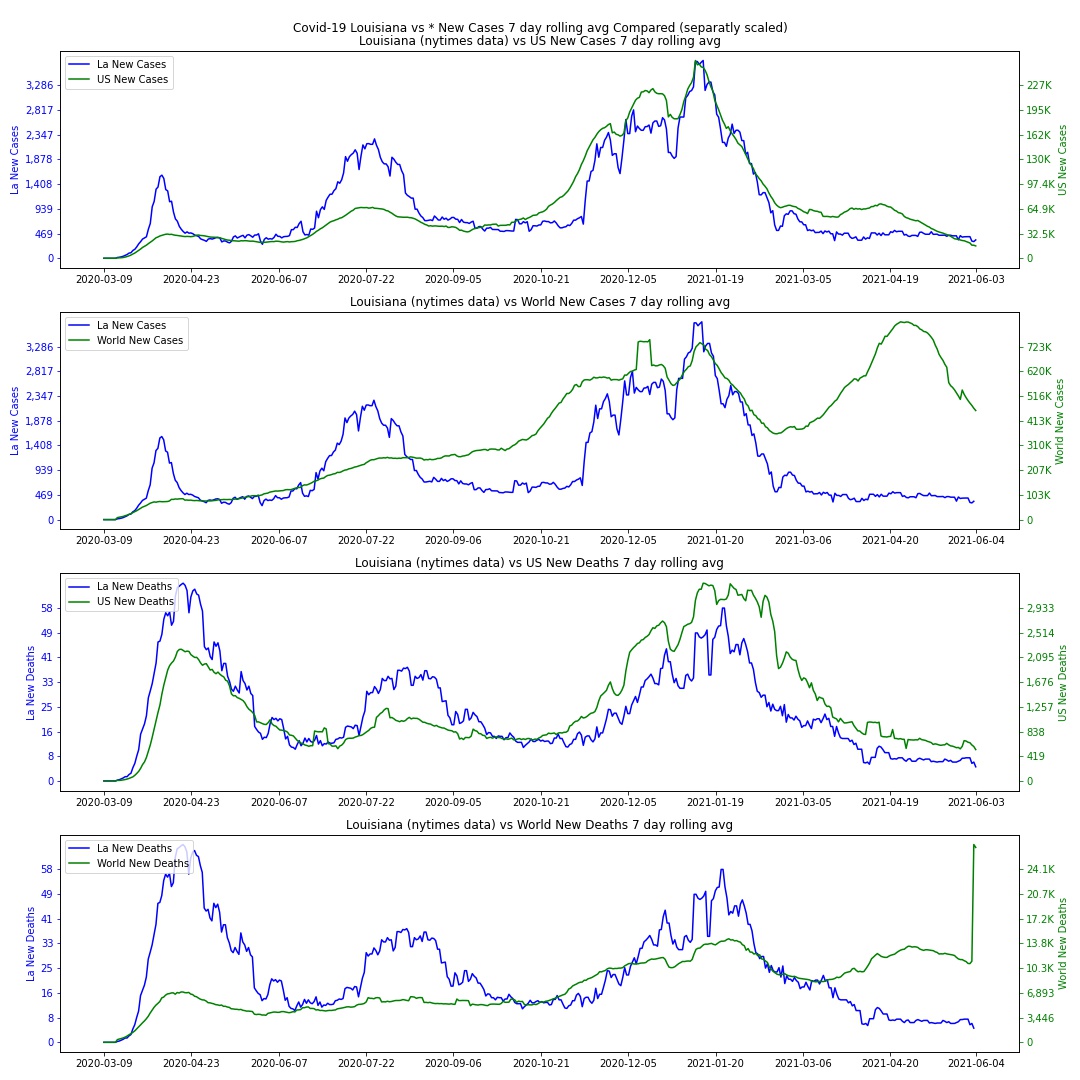 Covid-19 Louisiana vs * New Cases 7 day rolling avg Compared (separatly scaled)
Louisiana (nytimes data) vs US New Cases 7 day rolling avg
La New Cases
US New Cases
3,286
2,817
2,347
1,878
1,408
939
469
0
La New Cases
227K
195K
162K
130K
97.4K
64.9K
32.5K
0
US New Cases
2020-03-09 2020-04-23 2020-06-07 2020-07-22 2020-09-05 2020-10-21 2020-12-05 2021-01-20 2021-03-06 2021-04-20 2021-06-03
Louisiana (nytimes data) vs World New Cases 7 day rolling avg
La New Cases
World New Cases
3,286
2,817
2,347
1,878
1,408
939
469
0
La New Cases
723K
620K
516K
413K
310K
207K
103K
0
World New Cases
2020-03-09 2020-04-23 2020-06-07 2020-07-22 2020-09-06 2020-10-21 2020-12-05 2021-01-20 2021-03-06 2021-04-20 2021-06-04
Louisiana (nytimes data) vs US New Deaths 7 day rolling avg
La New Deaths
US New Deaths
58
49
41
33
25
16
8
0
La New Deaths
2,933
2,514
2,095
1,676
1,257
838
419
0
US New Deaths
2020-03-09 2020-04-23 2020-06-07 2020-07-22 2020-09-05 2020-10-21 2020-12-05 2021-01-19 2021-03-05 2021-04-19 2021-06-03
Louisiana (nytimes data) vs World New Deaths 7 day rolling avg
La New Deaths
World New Deaths
58
49
41
33
25
16
8
0
La New Deaths
24.1K
20.7K
17.2K
13.8K
10.3K
6,893
3,446
0
World New Deaths
2020-03-09 2020-04-23 2020-06-07 2020-07-22 2020-09-06 2020-10-21 2020-12-05 2021-01-20 2021-03-06 2021-04-20 2021-06-04